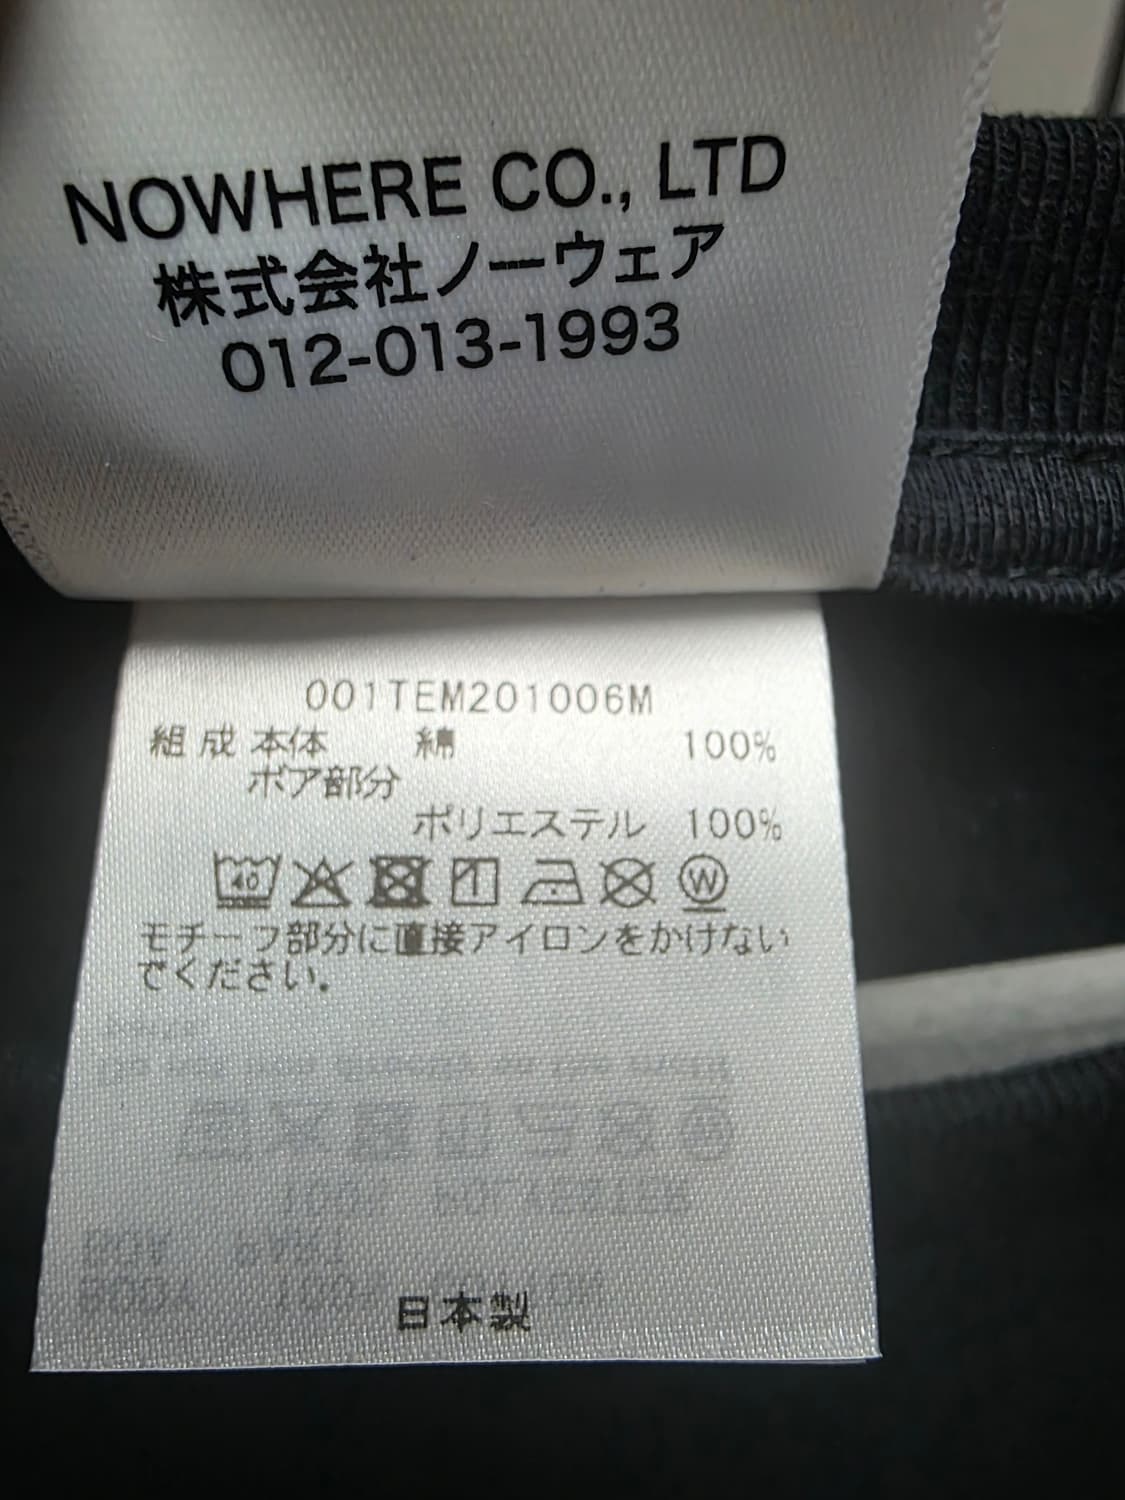 NOWHERE CO., LTD
株式会社ノーウェア
012-013-1993
001TEM201006M
組成 本体 綿 100%
ボア部分
ポリエステル 100%
40 1 W
モチーフ部分に直接アイロンをかけない
でください。
日本製